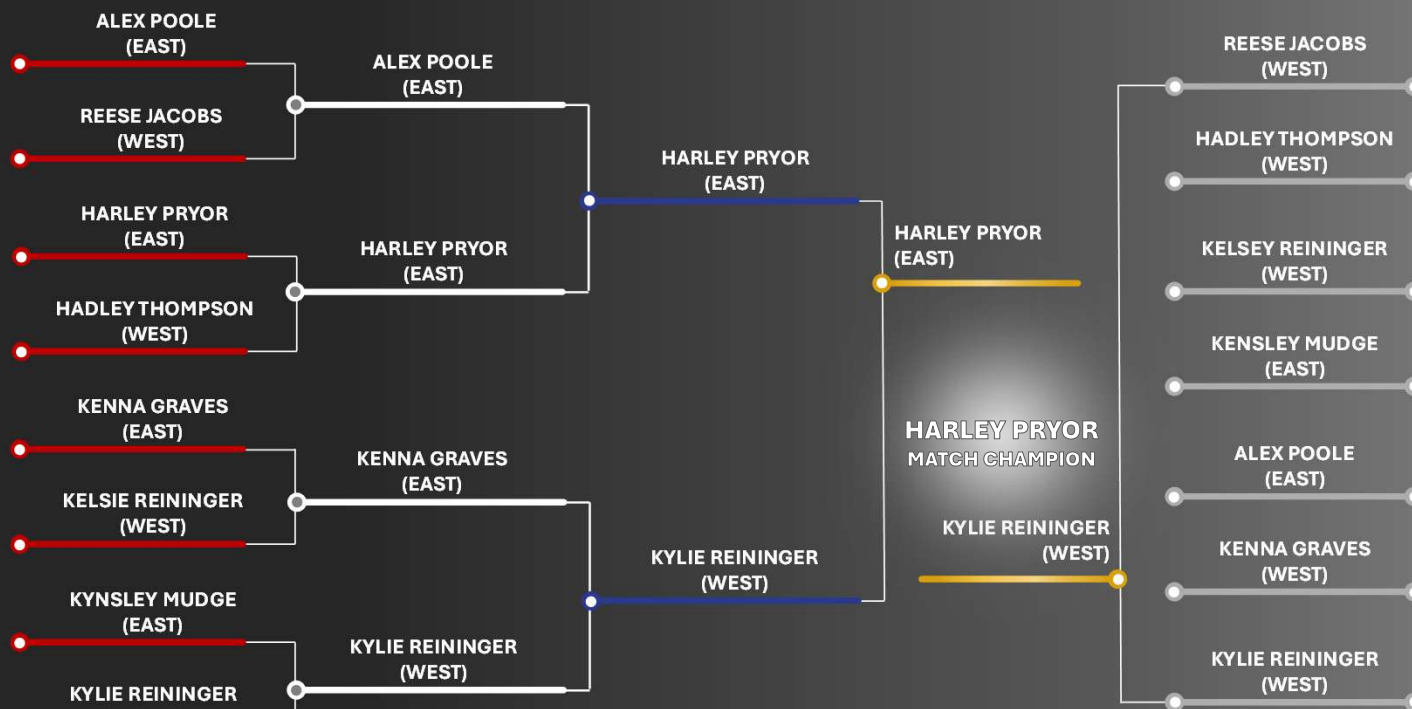 ALEX POOLE
(EAST)
REESE JACOBS
(WEST)
HARLEY PRYOR
(EAST)
HADLEY THOMPSON
(WEST)
KENNA GRAVES
(EAST)
KELSIE REININGER
(WEST)
KYNSLEY MUDGE
(EAST)
KYLIE REININGER
ALEX POOLE
(EAST)
HARLEY PRYOR
(EAST)
KENNA GRAVES
(EAST)
KYLIE REININGER
(WEST)
HARLEY PRYOR
(EAST)
KYLIE REININGER
(WEST)
HARLEY PRYOR
(EAST)
HARLEY PRYOR
MATCH CHAMPION
KYLIE REININGER
(WEST)
REESE JACOBS
(WEST)
HADLEY THOMPSON
(WEST)
KELSEY REININGER
(WEST)
KENSLEY MUDGE
(EAST)
ALEX POOLE
(EAST)
KENNA GRAVES
(WEST)
KYLIE REININGER
(WEST)